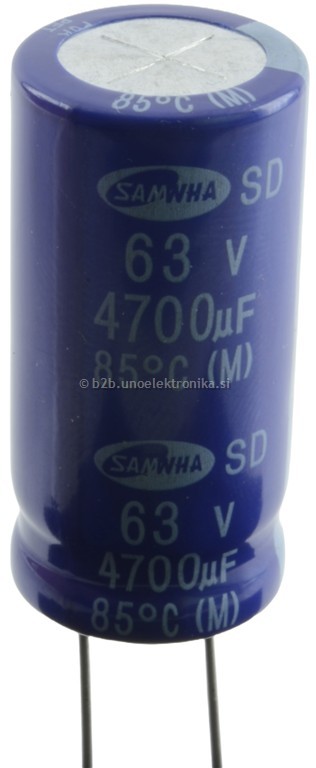 85°C (M)
SAMWHA SD
63 V
4700µF
85°C (M)
© b2b.unoelektronika.si
SAMWHA SD
63 V
4700µF
85°C (M)